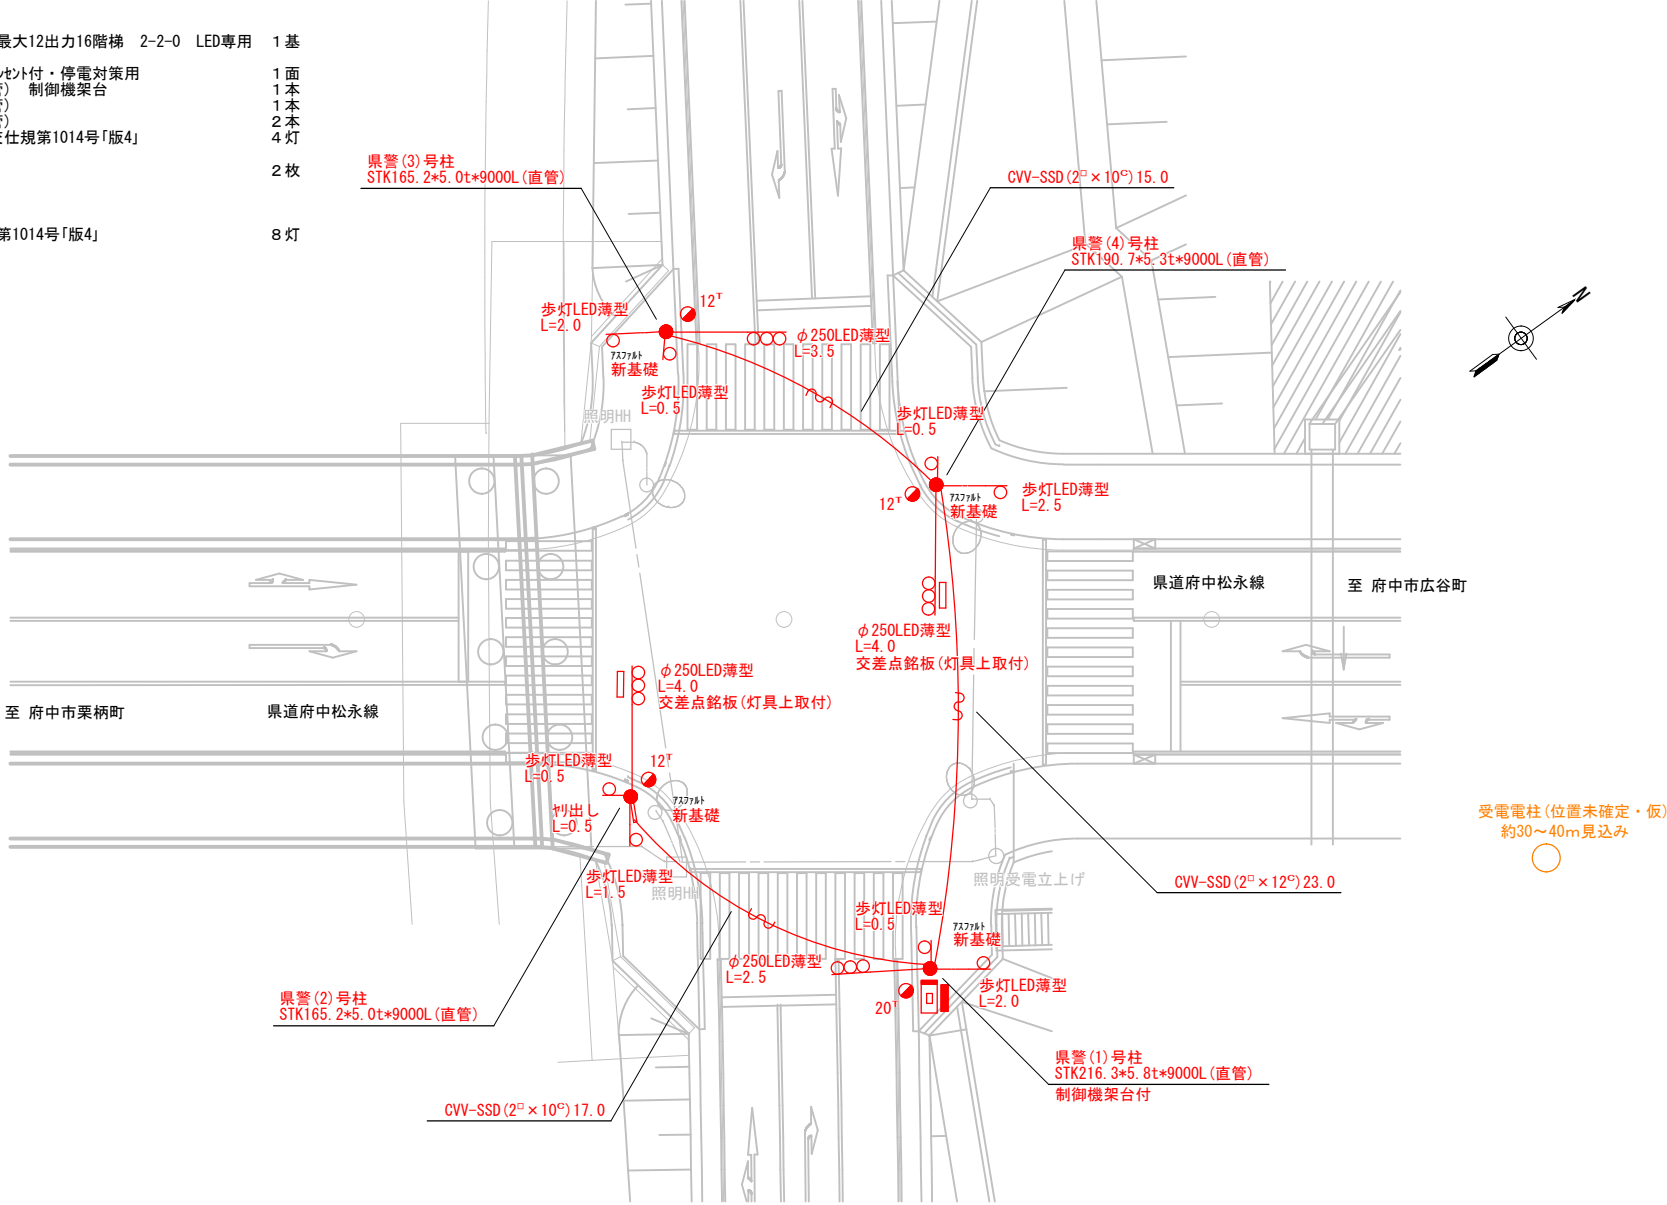 最大12出力16階梯 2-2-0 LED専用 1基
ンセント付・停電対策用 1面
管) 制御機架台 1本
管) 1本
管) 2本
交仕規第1014号「版4」 4灯
2枚
第1014号「版4」 8灯
県警(3)号柱
STK165.2*5.0t*9000L(直管)
CVV-SSD(2□×10C)15.0
県警(4)号柱
STK190.7*5.3t*9000L(直管)
N
12T
歩灯LED薄型
L=2.0
φ250LED薄型
L=3.5
アスファルト
新基礎
歩灯LED薄型
L=0.5
照明HH
歩灯LED薄型
L=0.5
12T
アスファルト
新基礎
歩灯LED薄型
L=2.5
県道府中松永線
至 府中市広谷町
φ250LED薄型
L=4.0
交差点銘板(灯具上取付)
φ250LED薄型
L=4.0
交差点銘板(灯具上取付)
至 府中市栗柄町
県道府中松永線
歩灯LED薄型
L=0.5
12T
ヤリ出し
L=0.5
アスファルト
新基礎
受電電柱(位置未確定・仮)
約30～40m見込み
歩灯LED薄型
L=1.5
照明HH
照明受電立上げ
CVV-SSD(2□×12C)23.0
歩灯LED薄型
L=0.5
アスファルト
新基礎
φ250LED薄型
L=2.5
歩灯LED薄型
L=2.0
20T
県警(2)号柱
STK165.2*5.0t*9000L(直管)
県警(1)号柱
STK216.3*5.8t*9000L(直管)
制御機架台付
CVV-SSD(2□×10C)17.0